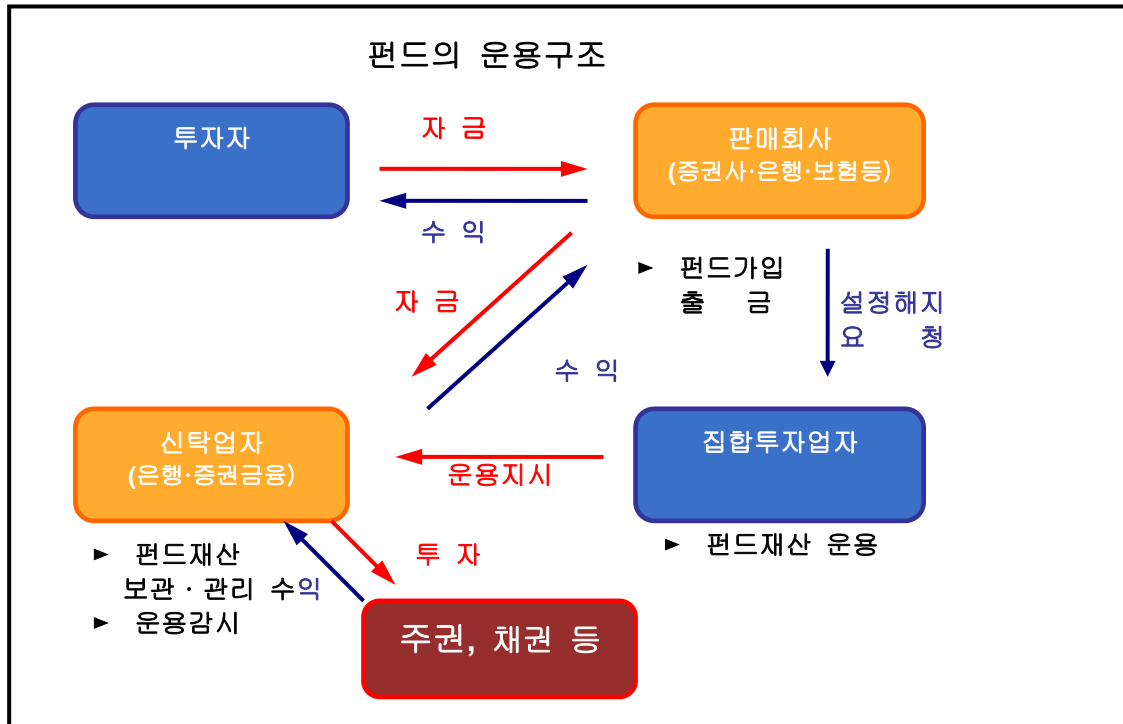 펀드의 운용구조
투자자
자 금
판매회사
(증권사·은행·보험등)
수 익
► 펀드가입
출 금
자 금
설정해지
요 청
수 익
신탁업자
(은행·증권금융)
운용지시
집합투자업자
► 펀드재산
보관 · 관리 수익
► 운용감시
투 자
► 펀드재산 운용
주권, 채권 등